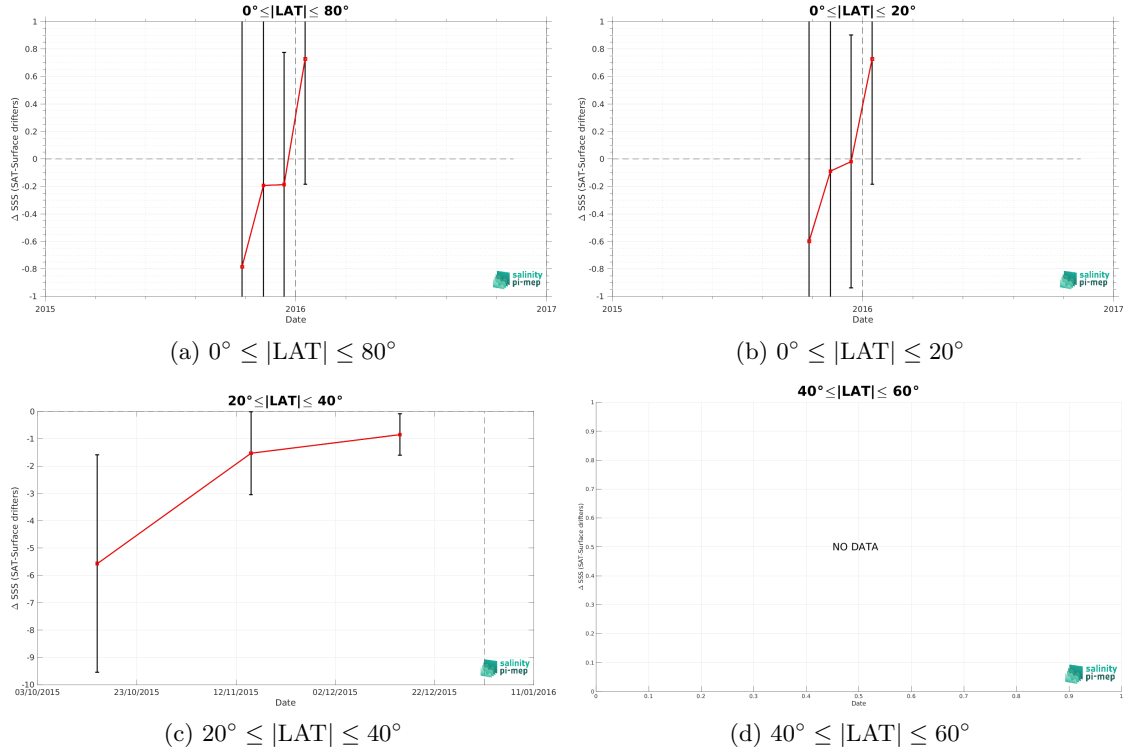 0°≤|LAT|≤ 80°
1
0.8
0.6
0.4
0.2
0
-0.2
-0.4
-0.6
-0.8
-1
Δ SSS (SAT-Surface drifters)
2015
2016
2017
Date
salinity
pi-mep
(a) 0° ≤ |LAT| ≤ 80°
0°≤|LAT|≤ 20°
1
0.8
0.6
0.4
0.2
0
-0.2
-0.4
-0.6
-0.8
-1
Δ SSS (SAT-Surface drifters)
2015
2016
2017
Date
salinity
pi-mep
(b) 0° ≤ |LAT| ≤ 20°
20°≤|LAT|≤ 40°
0
-1
-2
-3
-4
-5
-6
-7
-8
-9
-10
Δ SSS (SAT-Surface drifters)
03/10/2015
23/10/2015
12/11/2015
02/12/2015
22/12/2015
11/01/2016
Date
salinity
pi-mep
(c) 20° ≤ |LAT| ≤ 40°
40°≤|LAT|≤ 60°
1
0.9
0.8
0.7
0.6
0.5
0.4
0.3
0.2
0.1
0
Δ SSS (SAT-Surface drifters)
NO DATA
0
0.1
0.2
0.3
0.4
0.5
0.6
0.7
0.8
0.9
1
Date
salinity
pi-mep
(d) 40° ≤ |LAT| ≤ 60°